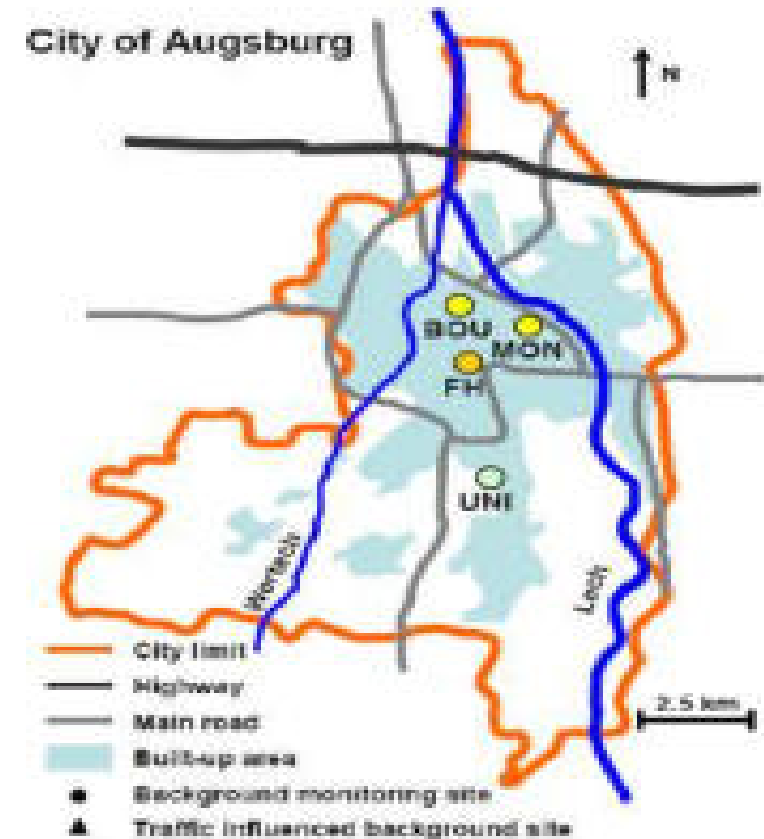 City of Augsburg
N
BOU
MON
FH
UNI
Wertach
Lech
City limit
Highway
2.5 km
Main road
Built-up area
Background monitoring site
Traffic influenced background site